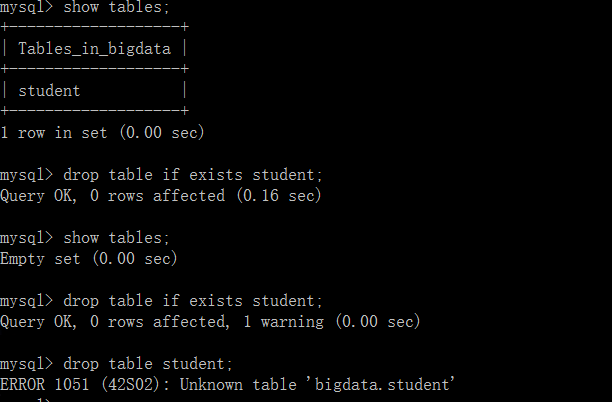 mysql> show tables;
+-------------------+
| Tables_in_bigdata |
+-------------------+
| student           |
+-------------------+
1 row in set (0.00 sec)
mysql> drop table if exists student;
Query OK, 0 rows affected (0.16 sec)
mysql> show tables;
Empty set (0.00 sec)
mysql> drop table if exists student;
Query OK, 0 rows affected, 1 warning (0.00 sec)
mysql> drop table student;
ERROR 1051 (42S02): Unknown table 'bigdata.student'